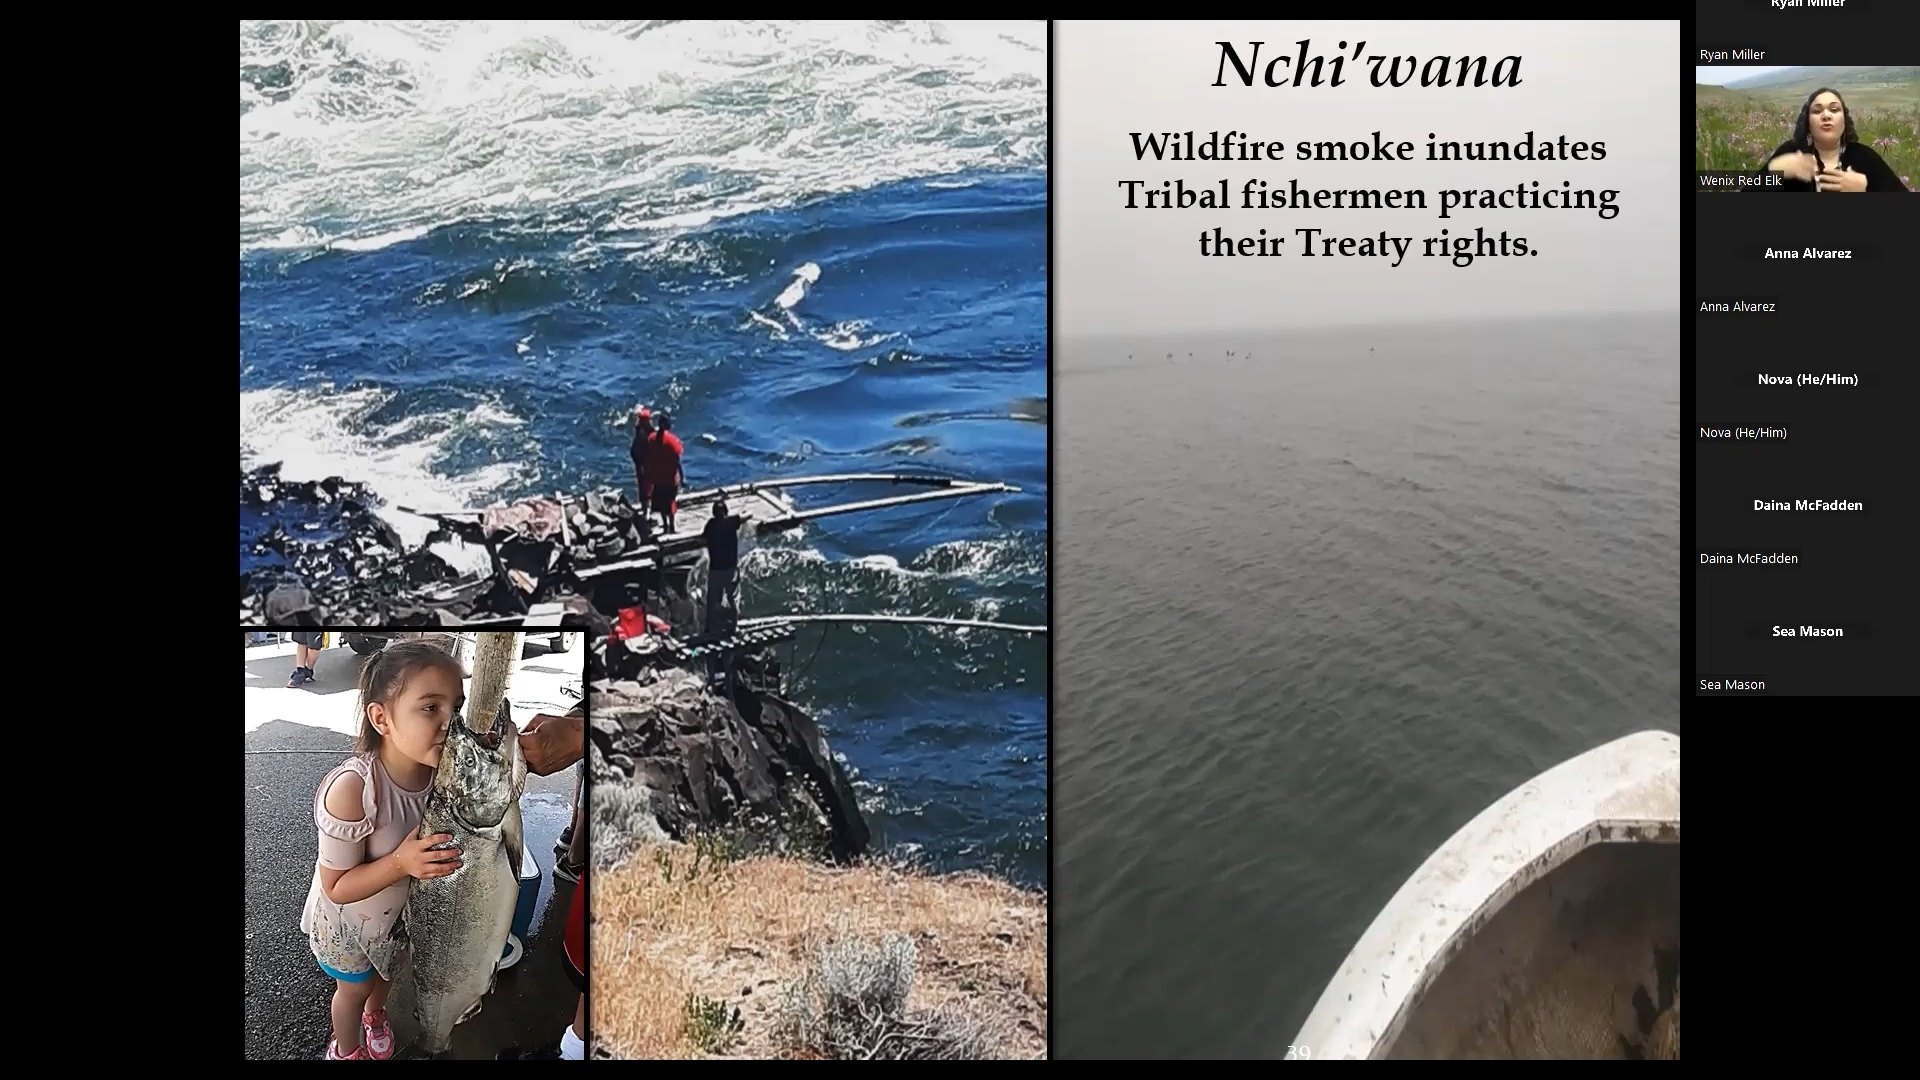 Nchi’wana
Wildfire smoke inundates
Tribal fishermen practicing
their Treaty rights.
39
Ryan Miller
Ryan Miller
Wenix Red Elk
Anna Alvarez
Anna Alvarez
Nova (He/Him)
Nova (He/Him)
Daina McFadden
Daina McFadden
Sea Mason
Sea Mason